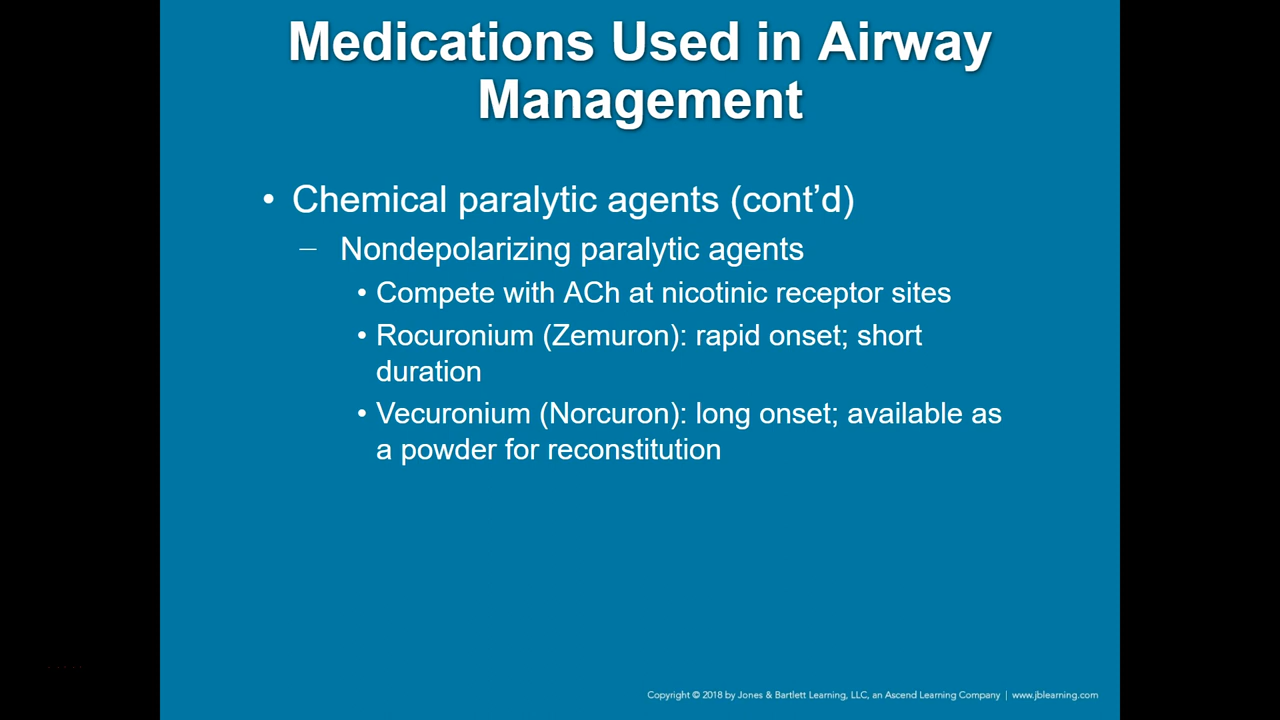 Medications Used in Airway
Management
• Chemical paralytic agents (cont’d)
– Nondepolarizing paralytic agents
• Compete with ACh at nicotinic receptor sites
• Rocuronium (Zemuron): rapid onset; short
duration
• Vecuronium (Norcuron): long onset; available as
a powder for reconstitution
Copyright © 2018 by Jones & Bartlett Learning, LLC, an Ascend Learning Company | www.jblearning.com